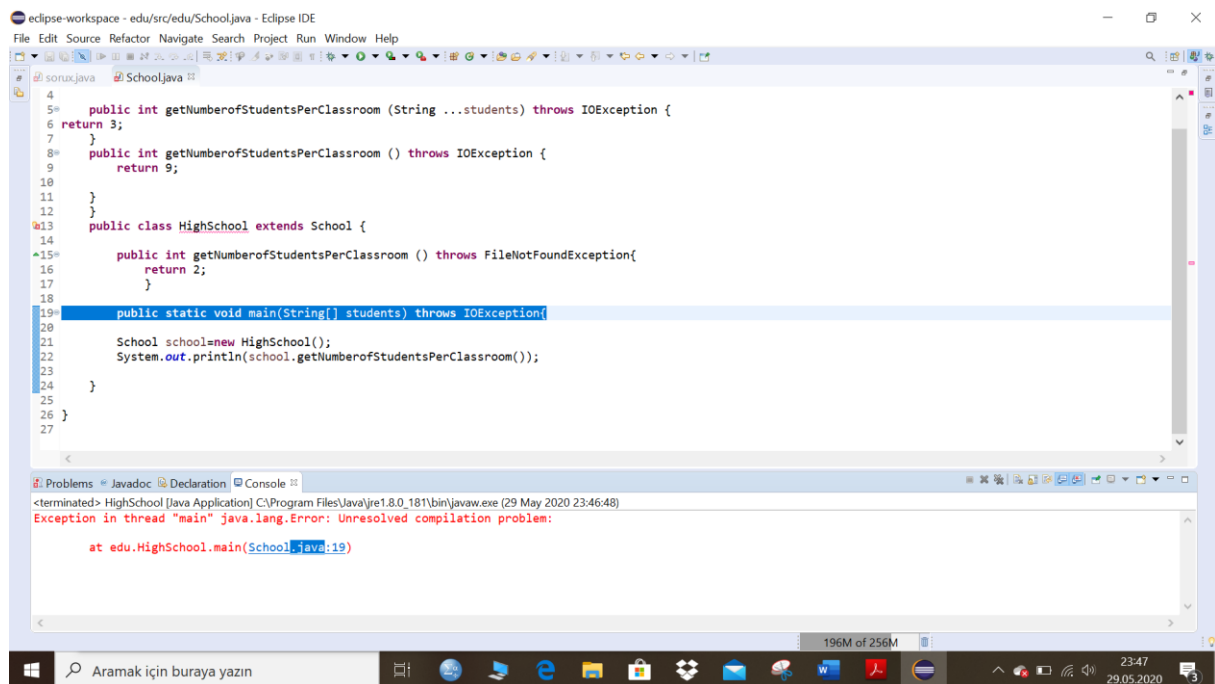 eclipse-workspace - edu/src/edu/School.java - Eclipse IDE
File Edit Source Refactor Navigate Search Project Run Window Help
sorux.java School.java
4
5 public int getNumberofStudentsPerClassroom (String ...students) throws IOException {
6 return 3;
7 }
8 public int getNumberofStudentsPerClassroom () throws IOException {
9 return 9;
10
11 }
12 }
13 public class HighSchool extends School {
14
15 public int getNumberofStudentsPerClassroom () throws FileNotFoundException{
16 return 2;
17 }
18
19 public static void main(String[] students) throws IOException{
20
21 School school=new HighSchool();
22 System.out.println(school.getNumberofStudentsPerClassroom());
23
24 }
25
26 }
27
Problems Javadoc Declaration Console
<terminated> HighSchool [Java Application] C:\Program Files\Java\jre1.8.0_181\bin\javaw.exe (29 May 2020 23:46:48)
Exception in thread "main" java.lang.Error: Unresolved compilation problem:
at edu.HighSchool.main(School.java:19)
196M of 256M
Aramak için buraya yazın
23:47
29.05.2020
3